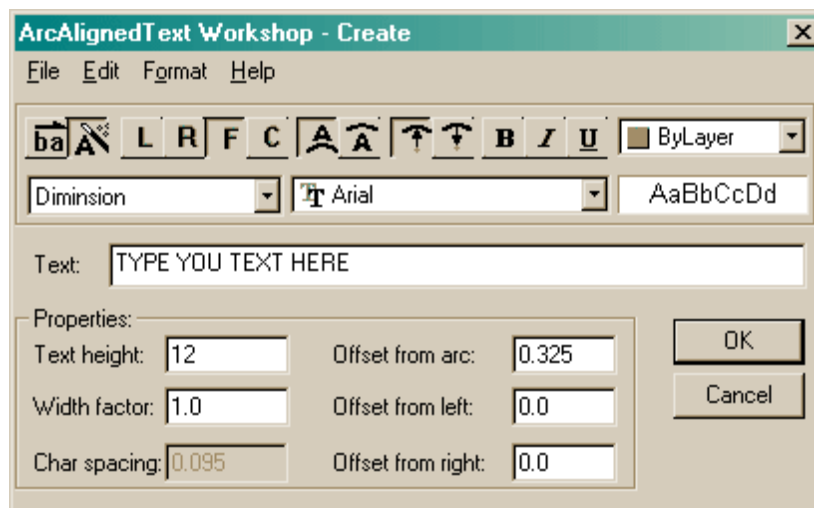 ArcAlignedText Workshop - Create
File Edit Format Help
ba A L R F C A A B I U ByLayer
Diminsion Arial AaBbCcDd
Text: TYPE YOU TEXT HERE
Properties:
Text height: 12 Offset from arc: 0.325 OK
Width factor: 1.0 Offset from left: 0.0 Cancel
Char spacing: 0.095 Offset from right: 0.0